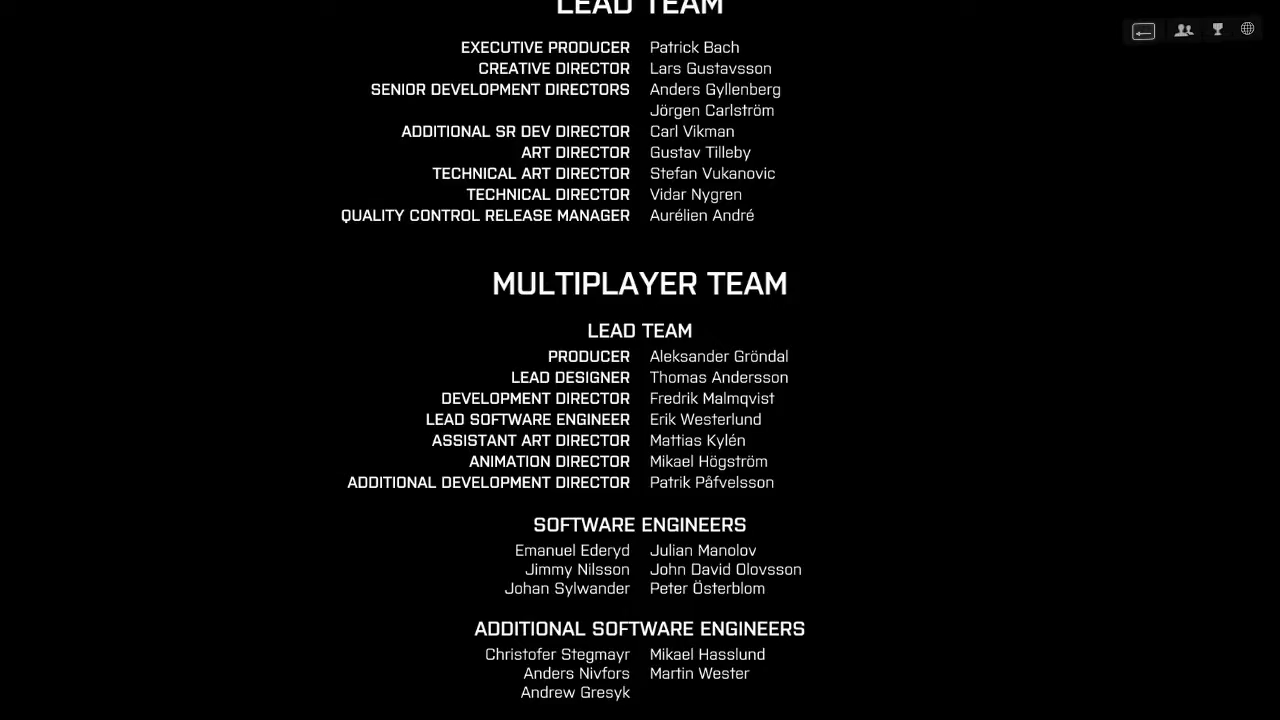 LEAD TEAM
EXECUTIVE PRODUCER Patrick Bach
CREATIVE DIRECTOR Lars Gustavsson
SENIOR DEVELOPMENT DIRECTORS Anders Gyllenberg
Jörgen Carlström
ADDITIONAL SR DEV DIRECTOR Carl Vikman
ART DIRECTOR Gustav Tilleby
TECHNICAL ART DIRECTOR Stefan Vukanovic
TECHNICAL DIRECTOR Vidar Nygren
QUALITY CONTROL RELEASE MANAGER Aurélien André
MULTIPLAYER TEAM
LEAD TEAM
PRODUCER Aleksander Gröndal
LEAD DESIGNER Thomas Andersson
DEVELOPMENT DIRECTOR Fredrik Malmqvist
LEAD SOFTWARE ENGINEER Erik Westerlund
ASSISTANT ART DIRECTOR Mattias Kylén
ANIMATION DIRECTOR Mikael Högström
ADDITIONAL DEVELOPMENT DIRECTOR Patrik Påfvelsson
SOFTWARE ENGINEERS
Emanuel Ederyd Julian Manolov
Jimmy Nilsson John David Olovsson
Johan Sylwander Peter Österblom
ADDITIONAL SOFTWARE ENGINEERS
Christofer Stegmayr Mikael Hasslund
Anders Nivfors Martin Wester
Andrew Gresyk